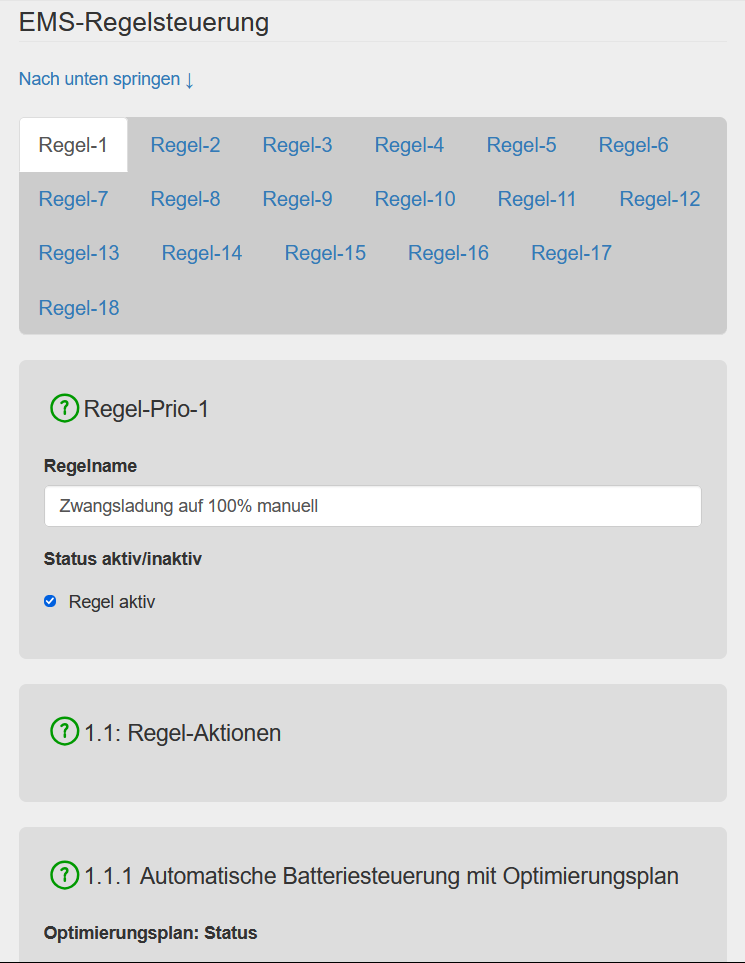 EMS-Regelsteuerung
Nach unten springen ↓
Regel-1 Regel-2 Regel-3 Regel-4 Regel-5 Regel-6
Regel-7 Regel-8 Regel-9 Regel-10 Regel-11 Regel-12
Regel-13 Regel-14 Regel-15 Regel-16 Regel-17
Regel-18
? Regel-Prio-1
Regelname
Zwangsladung auf 100% manuell
Status aktiv/inaktiv
Regel aktiv
? 1.1: Regel-Aktionen
? 1.1.1 Automatische Batteriesteuerung mit Optimierungsplan
Optimierungsplan: Status